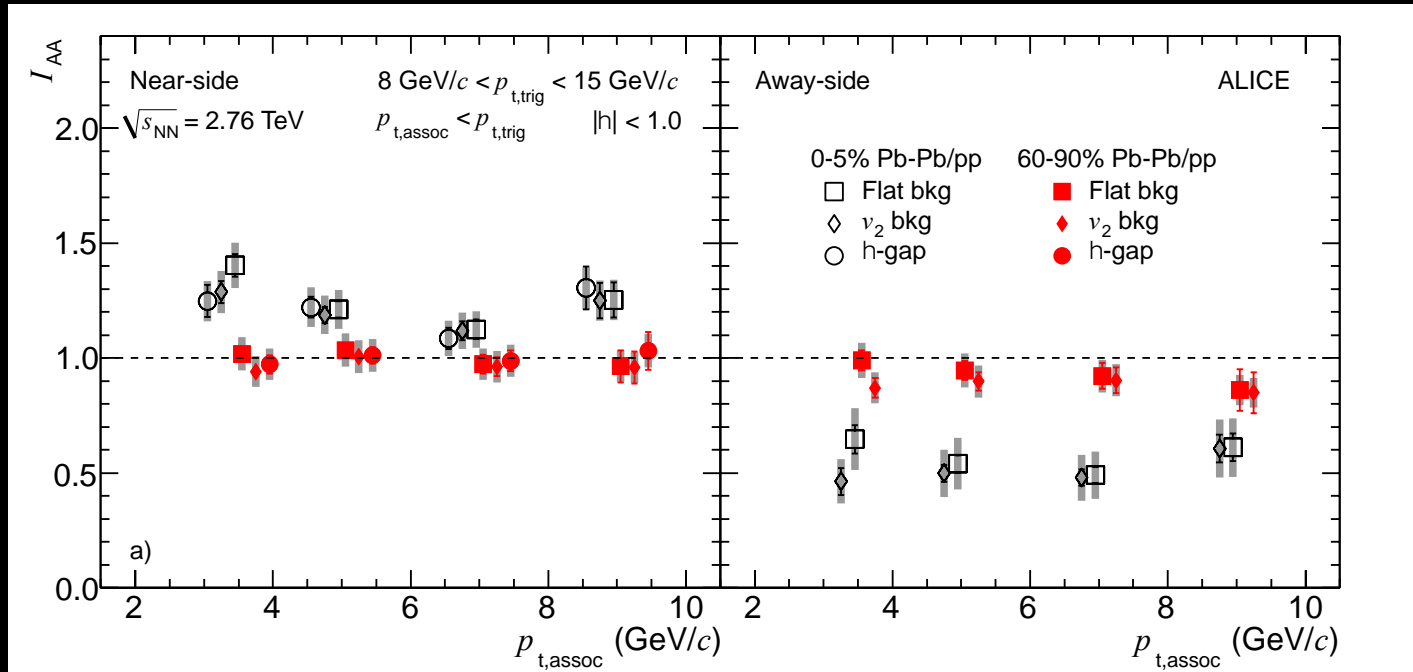 I_AA
Near-side
8 GeV/c < p_t,trig < 15 GeV/c
√s_NN = 2.76 TeV
p_t,assoc < p_t,trig
|h| < 1.0
Away-side
ALICE
0-5% Pb-Pb/pp
60-90% Pb-Pb/pp
Flat bkg
Flat bkg
v_2 bkg
v_2 bkg
h-gap
h-gap
2.0
1.5
1.0
0.5
0.0
a)
2 4 6 8 10
2 4 6 8 10
p_t,assoc (GeV/c)
p_t,assoc (GeV/c)